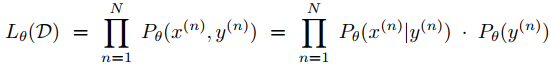 L_θ(𝒟) = ∏_{n=1}^{N} P_θ(x^{(n)}, y^{(n)}) = ∏_{n=1}^{N} P_θ(x^{(n)}|y^{(n)}) · P_θ(y^{(n)})